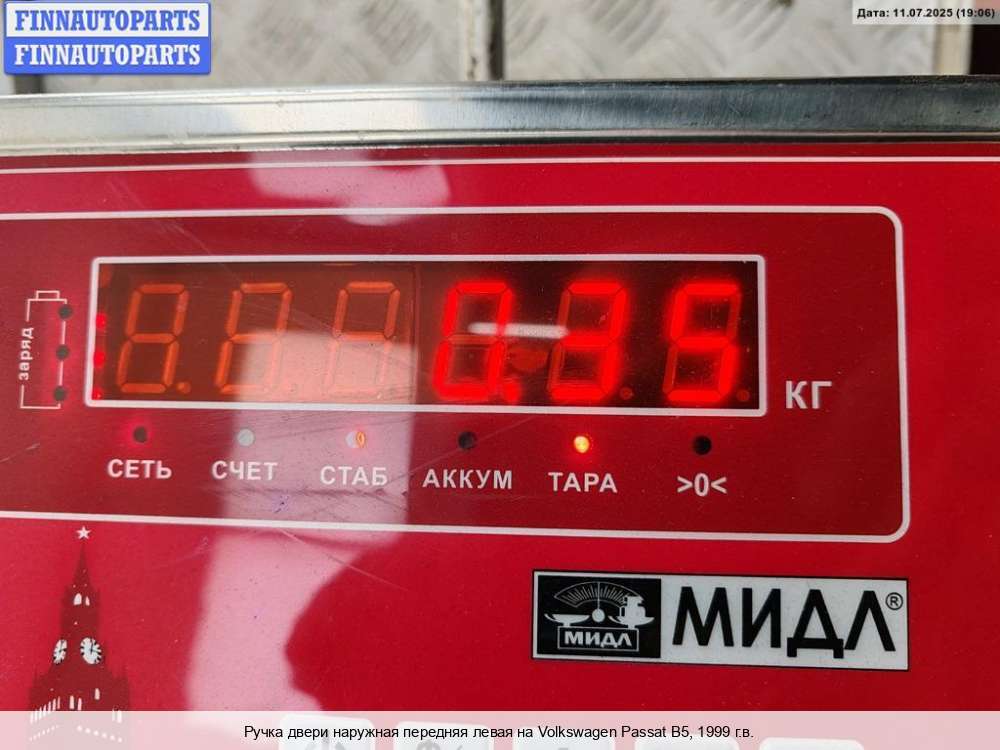 FINNAUTOPARTS
FINNAUTOPARTS
Дата: 11.07.2025 (19:06)
заряд
0.35
КГ
СЕТЬ СЧЕТ СТАБ АККУМ ТАРА >0<
МИДЛ МИДЛ®
Ручка двери наружная передняя левая на Volkswagen Passat B5, 1999 г.в.